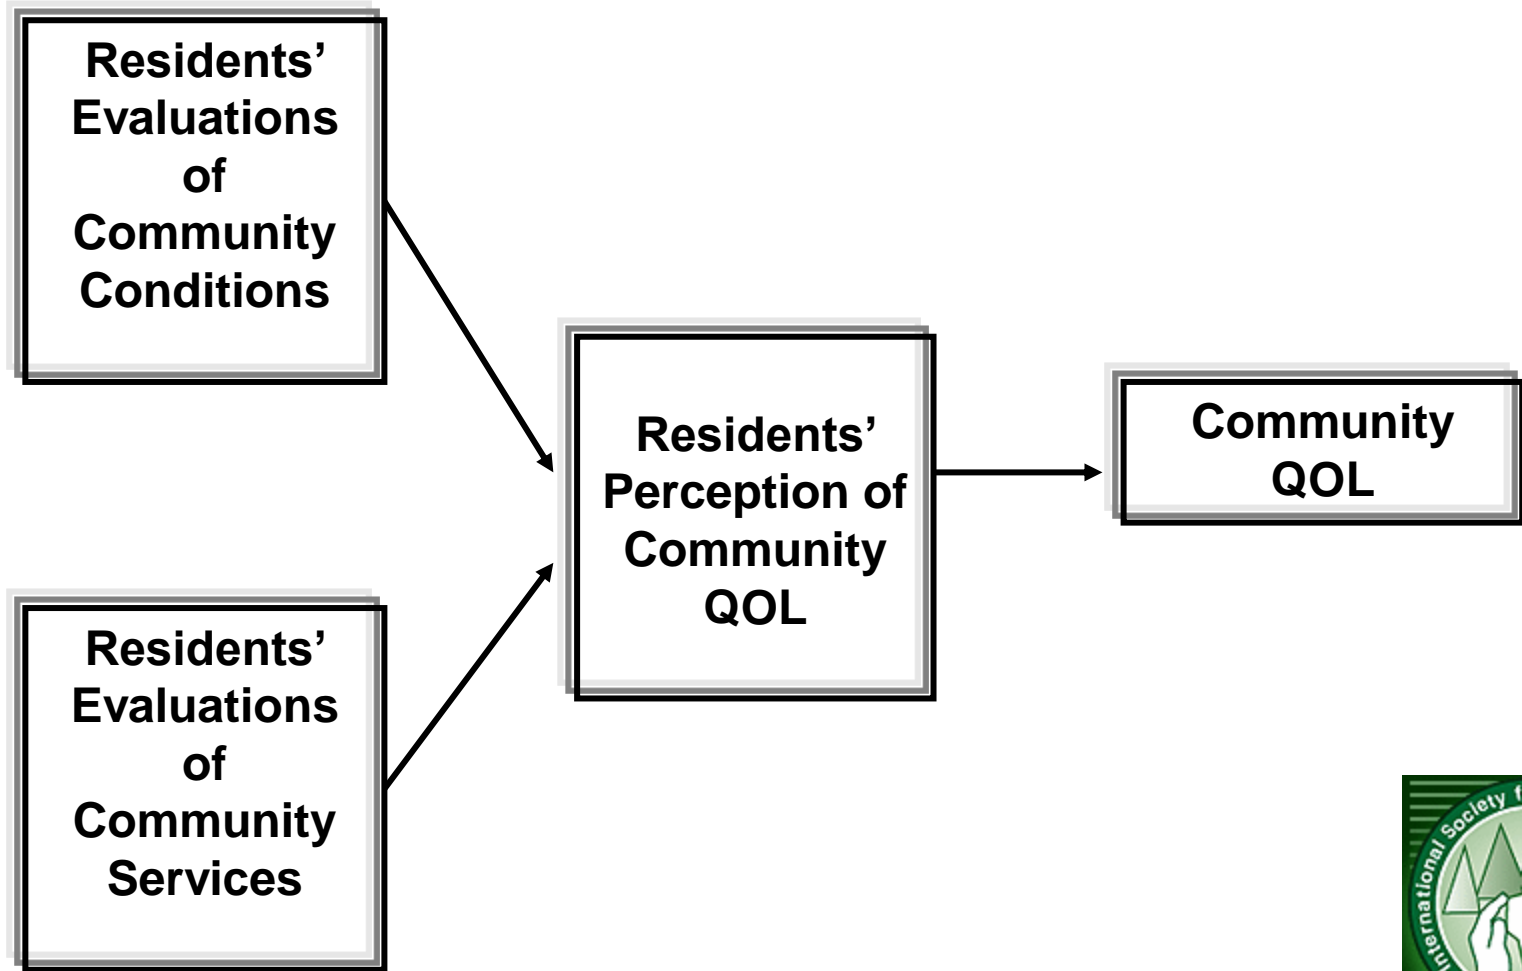 Residents’
Evaluations
of
Community
Conditions
Residents’
Perception of
Community
QOL
Community
QOL
Residents’
Evaluations
of
Community
Services
International Society